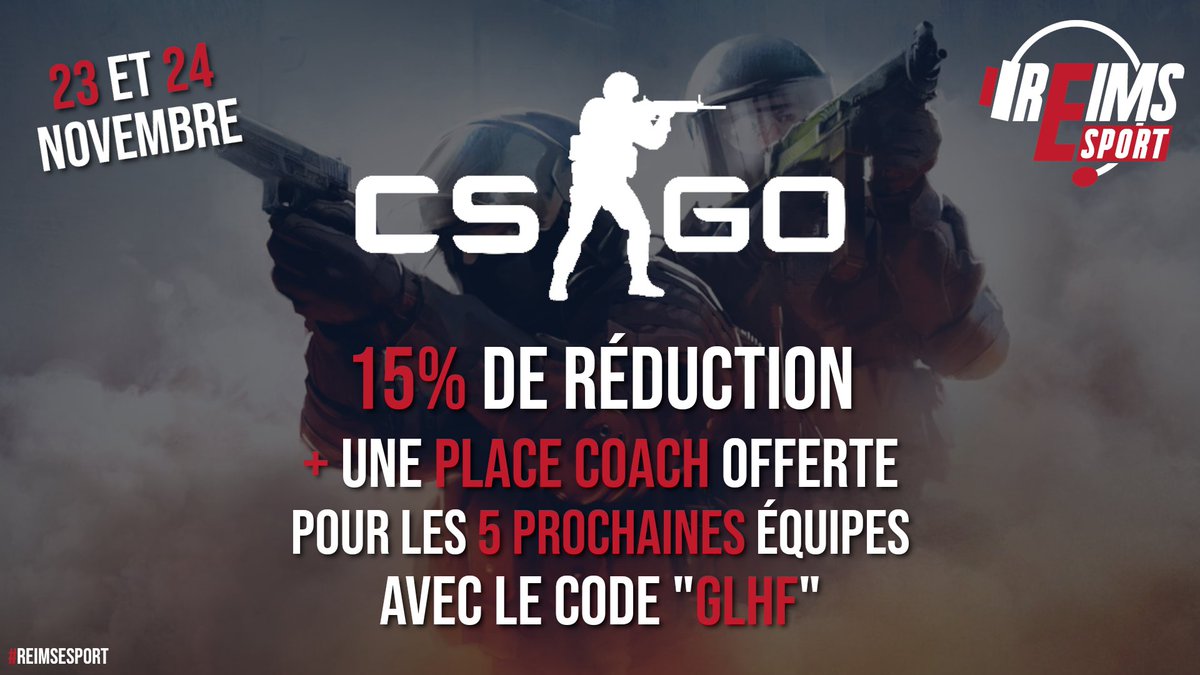 23 ET 24
NOVEMBRE
REIMS
ESPORT
CS GO
15% DE RÉDUCTION
+ UNE PLACE COACH OFFERTE
POUR LES 5 PROCHAINES ÉQUIPES
AVEC LE CODE "GLHF"
#REIMSESPORT